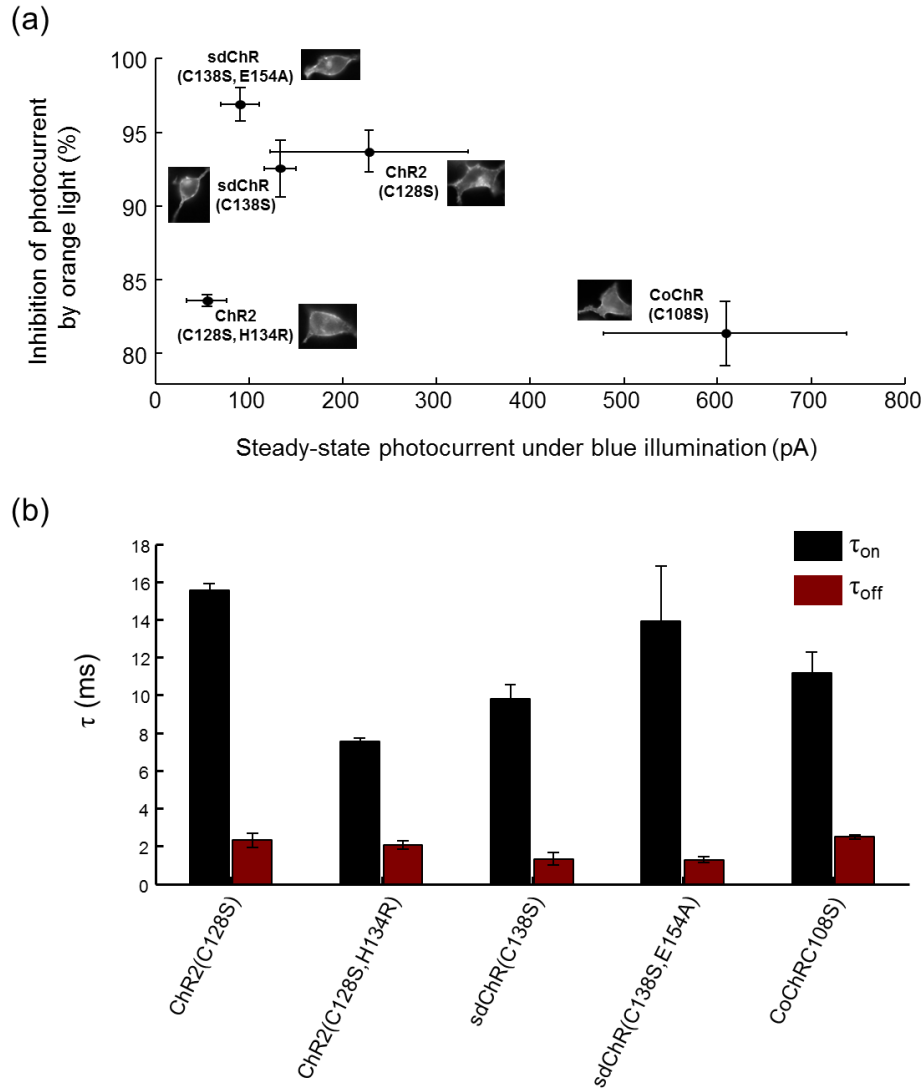 (a)
Inhibition of photocurrent
by orange light (%)
100
95
90
85
80
sdChR
(C138S, E154A)
sdChR
(C138S)
ChR2
(C128S)
ChR2
(C128S, H134R)
CoChR
(C108S)
0 100 200 300 400 500 600 700 800
Steady-state photocurrent under blue illumination (pA)
(b)
τ (ms)
18
16
14
12
10
8
6
4
2
0
τon
τoff
ChR2(C128S)
ChR2(C128S,H134R)
sdChR(C138S)
sdChR(C138S,E154A)
CoChRC108S)